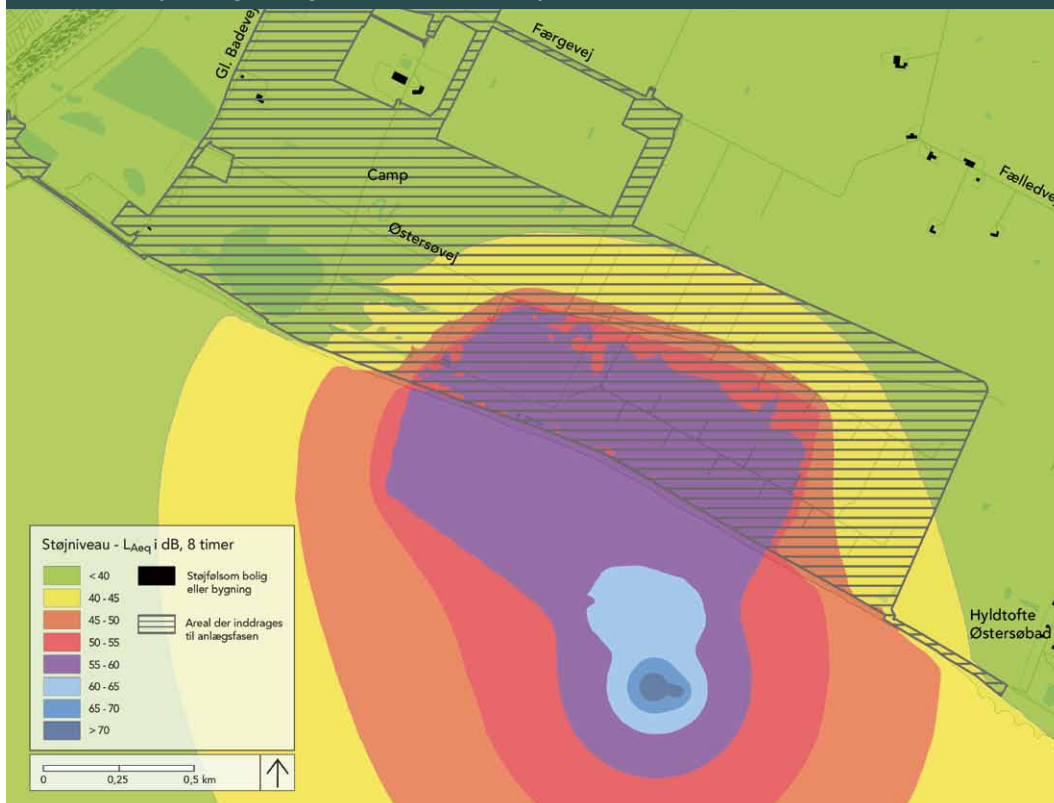 Færgevej
Gl. Badevej
Camp
Fælledvej
Østersøvej
Støjniveau - LAeq i dB, 8 timer
< 40
40 - 45
45 - 50
50 - 55
55 - 60
60 - 65
65 - 70
> 70
Støjfølsom bolig
eller bygning
Areal der inddrages
til anlægsfasen
Hyldtofte
Østersøbad
0 0,25 0,5 km